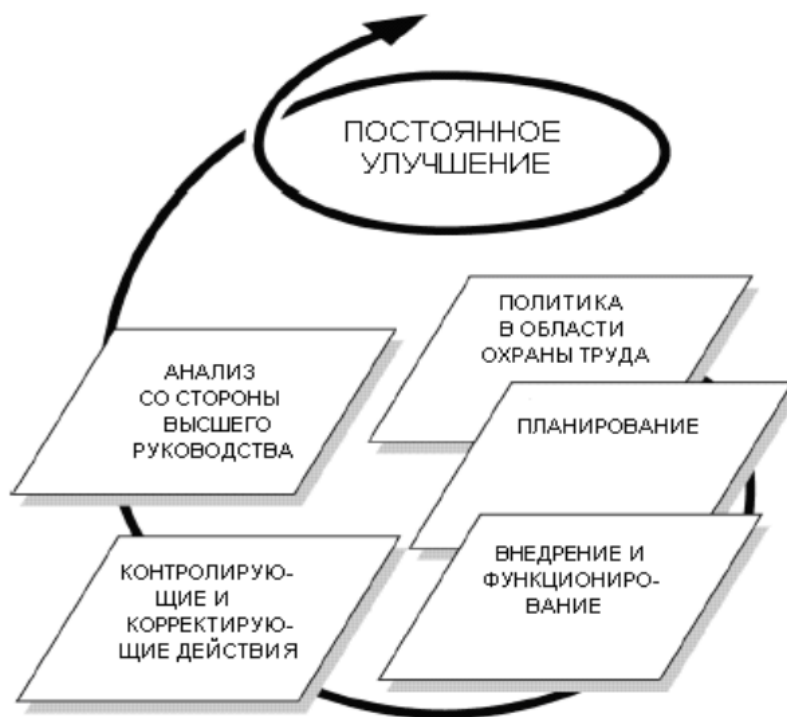 ПОСТОЯННОЕ
УЛУЧШЕНИЕ
ПОЛИТИКА
В ОБЛАСТИ
ОХРАНЫ ТРУДА
ПЛАНИРОВАНИЕ
ВНЕДРЕНИЕ И
ФУНКЦИОНИРО-
ВАНИЕ
КОНТРОЛИРУЮ-
ЩИЕ И
КОРРЕКТИРУЮ-
ЩИЕ ДЕЙСТВИЯ
АНАЛИЗ
СО СТОРОНЫ
ВЫСШЕГО
РУКОВОДСТВА